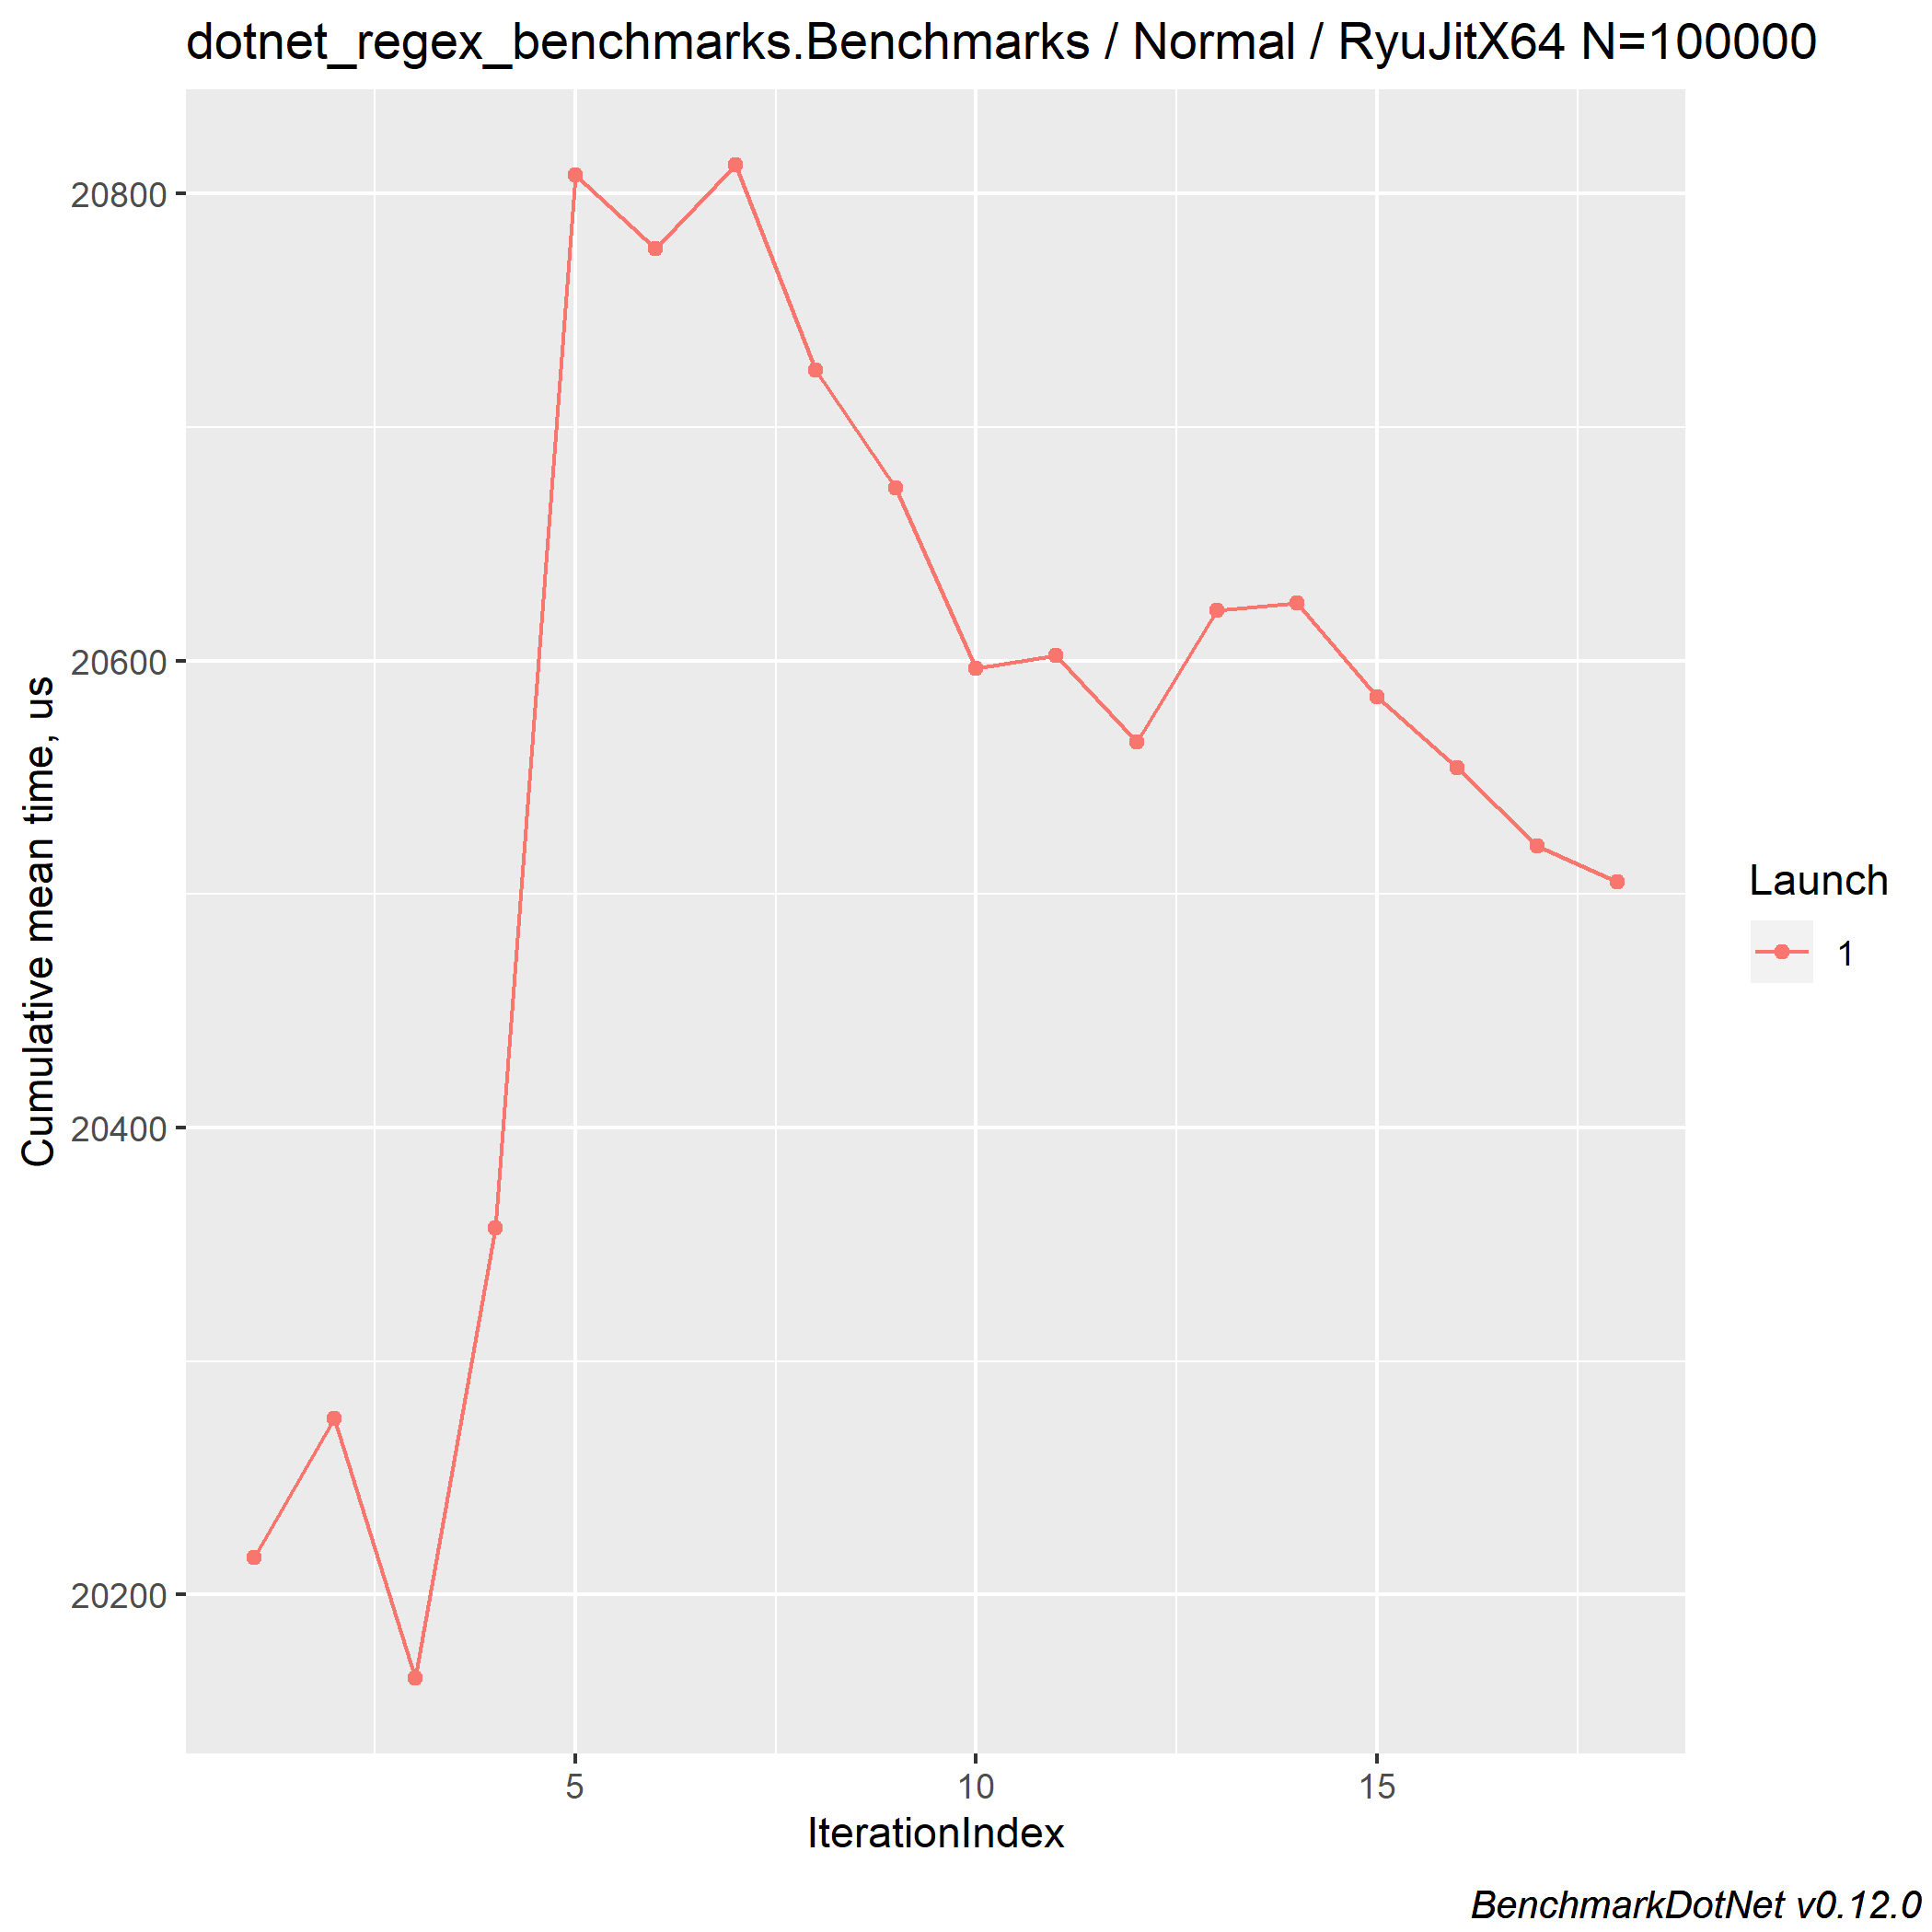 dotnet_regex_benchmarks.Benchmarks / Normal / RyuJitX64 N=100000
20800
20600
20400
20200
Cumulative mean time, us
5
10
15
IterationIndex
Launch
1
BenchmarkDotNet v0.12.0